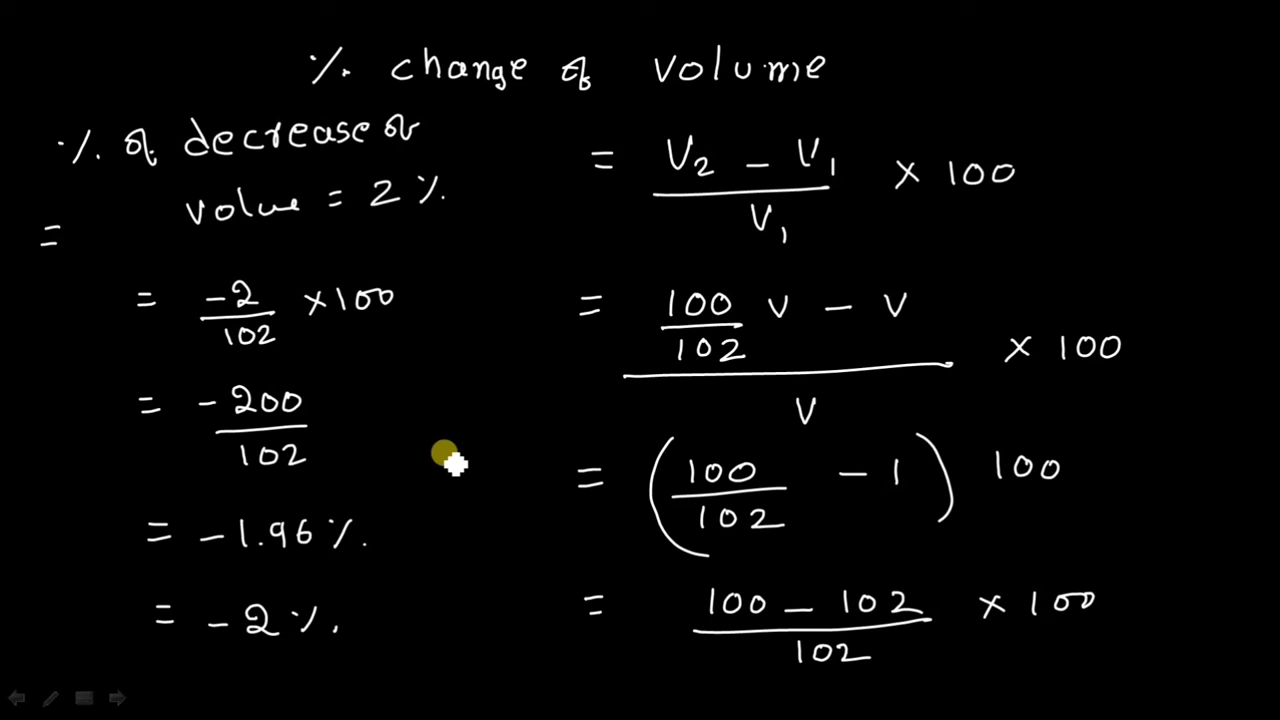 % change of volume
% of decrease of
volue = 2 %.
=
= -2/102 × 100
= -200/102
= -1.96 %.
= -2 %.
= V₂ - V₁/V₁ × 100
= 100/102 V - V/V × 100
= (100/102 - 1) 100
= 100 - 102/102 × 100